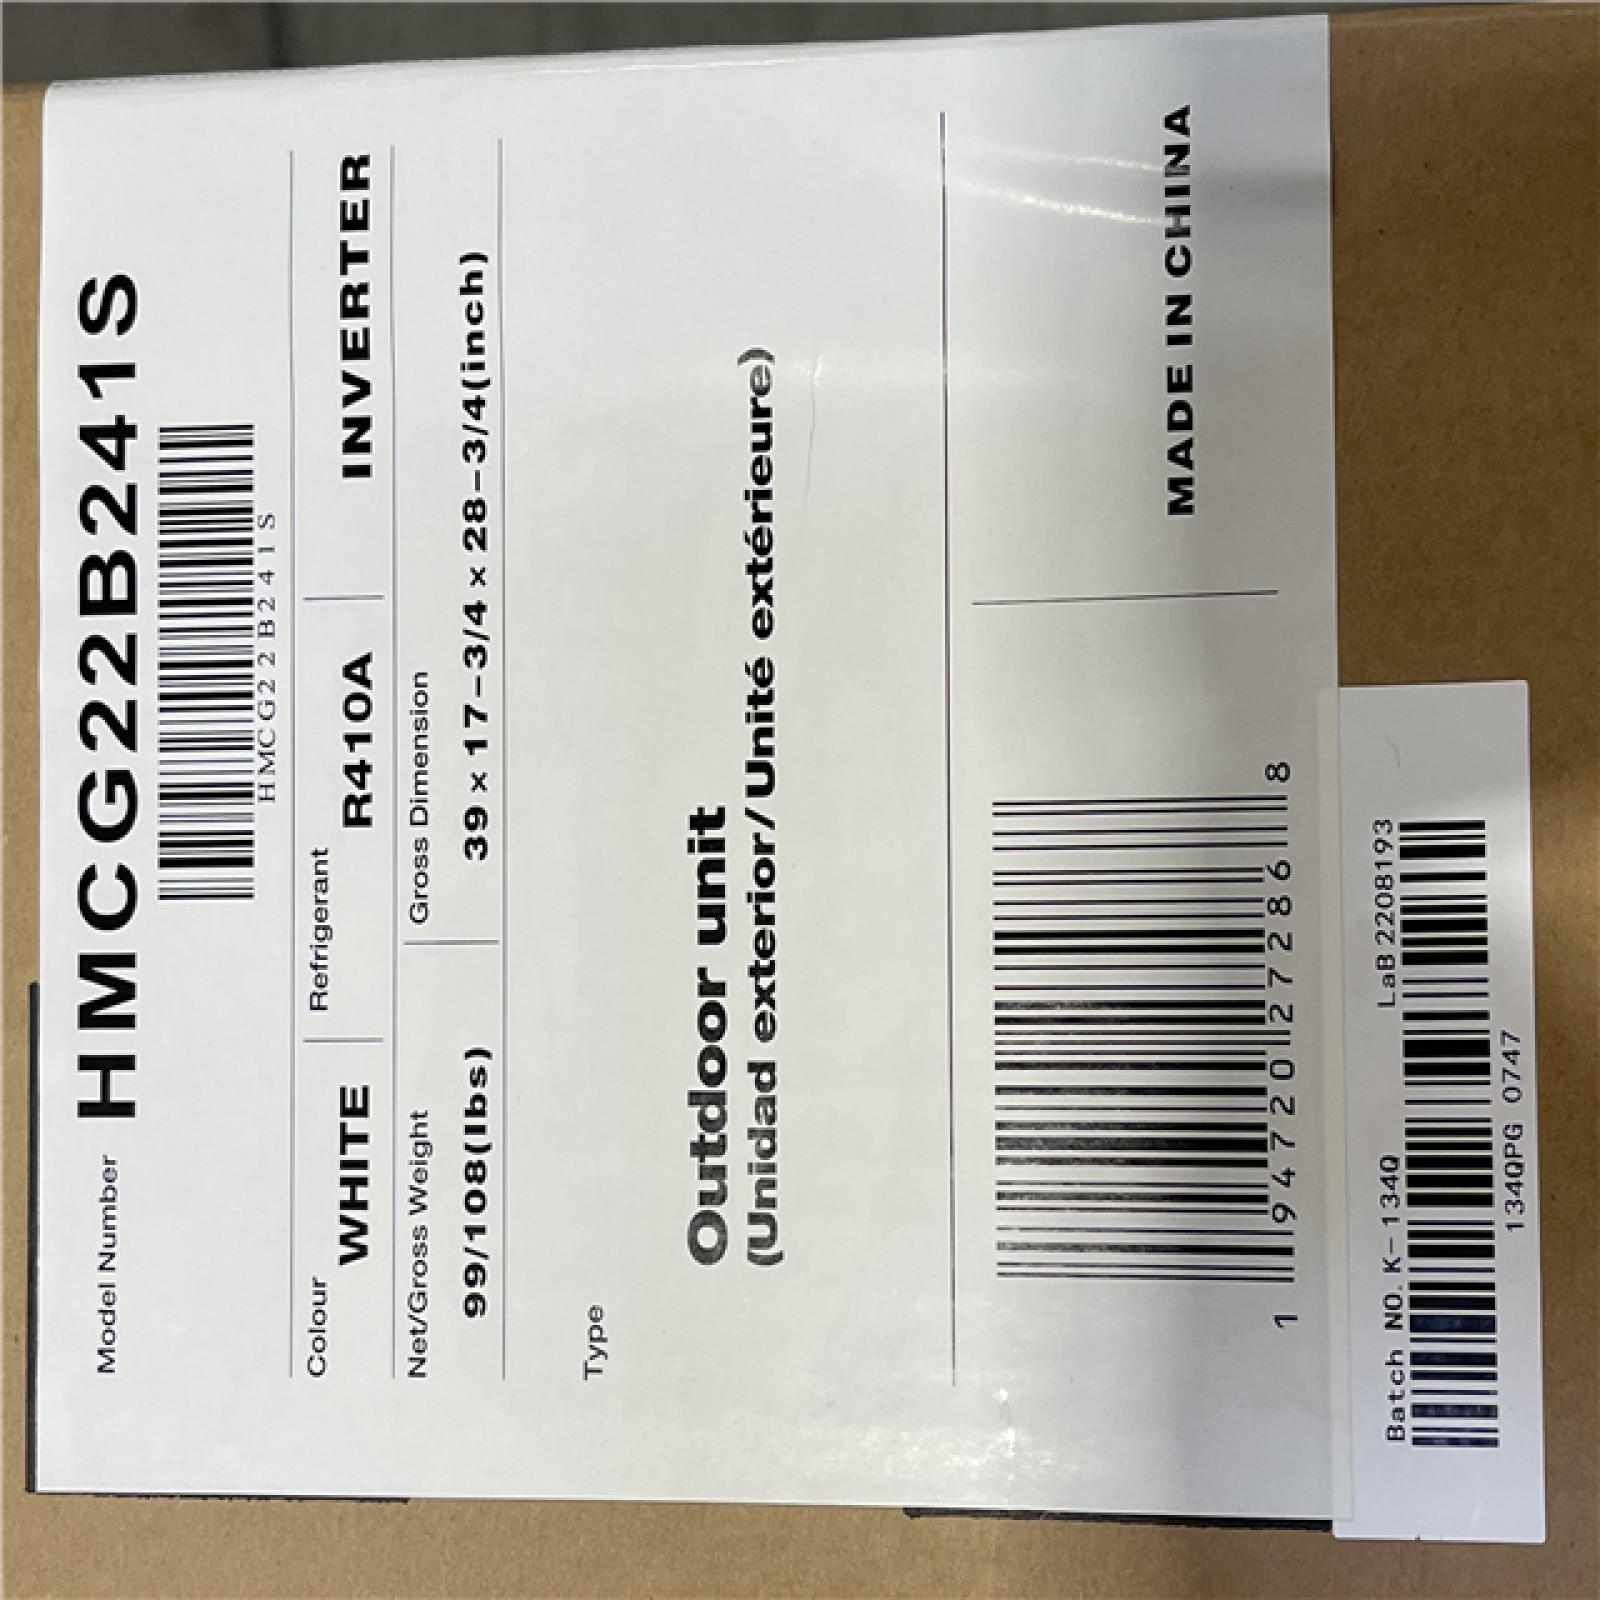 Model Number HMCG22B241S
HMCG22B241S
Colour WHITE Refrigerant R410A INVERTER
Net/Gross Weight Gross Dimension
99/108(lbs) 39 x 17-3/4 x 28-3/4(inch)
Type
Outdoor unit
(Unidad exterior/Unité extérieure)
1 94720 27286 8
MADE IN CHINA
Batch NO. K-134Q LaB 2208193
134QPG 0747